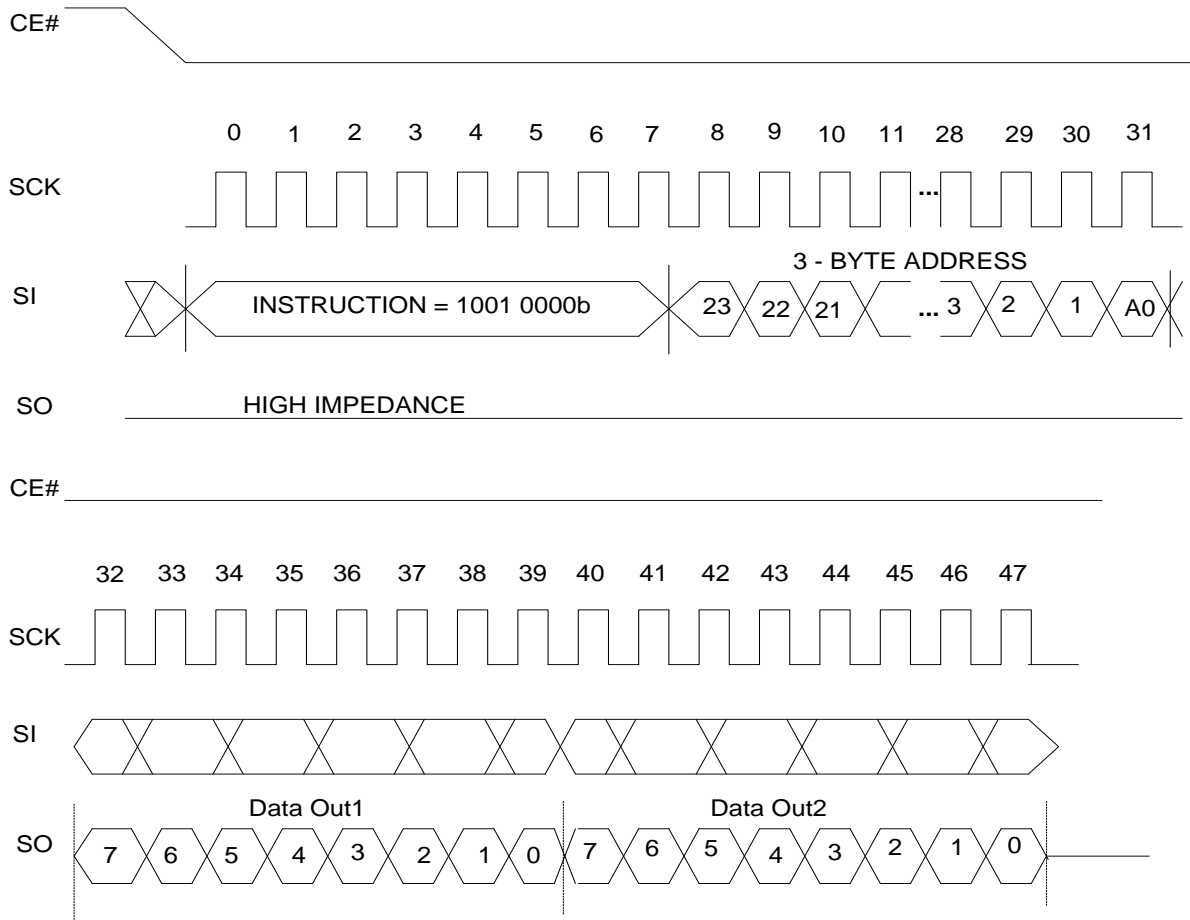 CE#
0 1 2 3 4 5 6 7 8 9 10 11 28 29 30 31
SCK ...
3 - BYTE ADDRESS
SI INSTRUCTION = 1001 0000b 23 22 21 ... 3 2 1 A0
SO HIGH IMPEDANCE
CE#
32 33 34 35 36 37 38 39 40 41 42 43 44 45 46 47
SCK
SI
Data Out1 Data Out2
SO 7 6 5 4 3 2 1 0 7 6 5 4 3 2 1 0